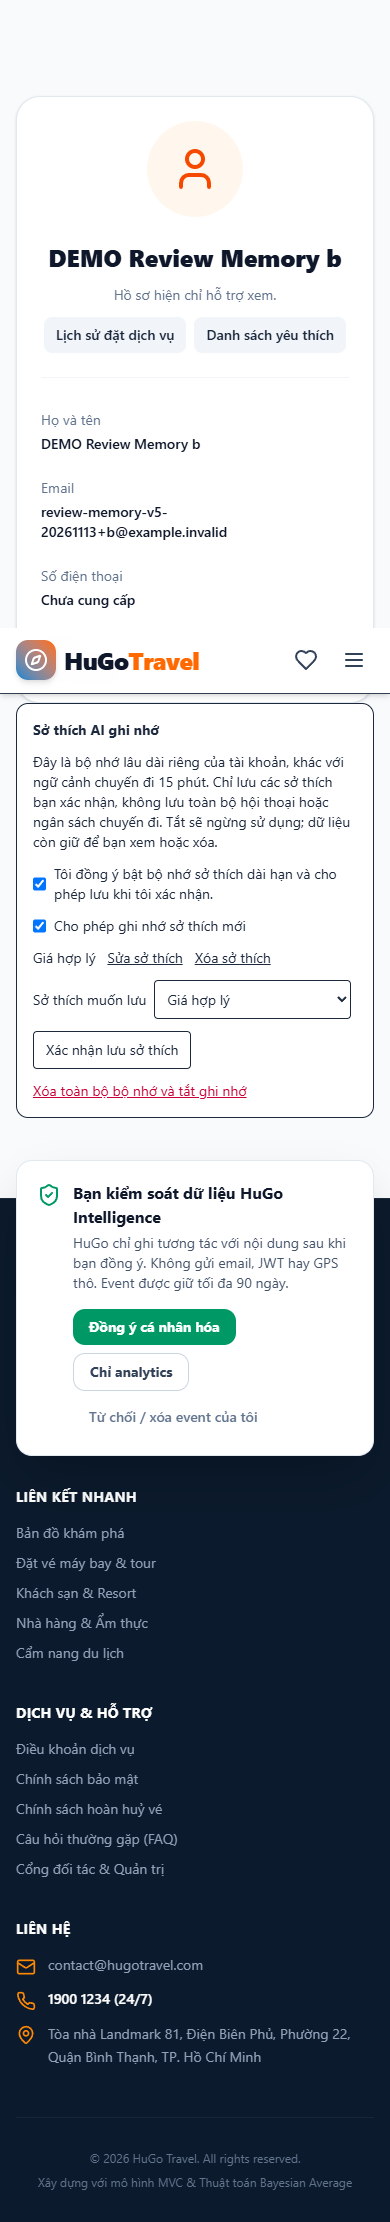 DEMO Review Memory b
Hồ sơ hiện chỉ hỗ trợ xem.
Lịch sử đặt dịch vụ
Danh sách yêu thích
Họ và tên
DEMO Review Memory b
Email
review-memory-v5-
20261113+b@example.invalid
Số điện thoại
Chưa cung cấp
HuGoTravel
Sở thích AI ghi nhớ
Đây là bộ nhớ lâu dài riêng của tài khoản, khác với
ngữ cảnh chuyến đi 15 phút. Chỉ lưu các sở thích
bạn xác nhận, không lưu toàn bộ hội thoại hoặc
ngân sách chuyến đi. Tắt sẽ ngừng sử dụng; dữ liệu
còn giữ để bạn xem hoặc xóa.
Tôi đồng ý bật bộ nhớ sở thích dài hạn và cho
phép lưu khi tôi xác nhận.
Cho phép ghi nhớ sở thích mới
Giá hợp lý Sửa sở thích Xóa sở thích
Sở thích muốn lưu Giá hợp lý
Xác nhận lưu sở thích
Xóa toàn bộ bộ nhớ và tắt ghi nhớ
Bạn kiểm soát dữ liệu HuGo
Intelligence
HuGo chỉ ghi tương tác với nội dung sau khi
bạn đồng ý. Không gửi email, JWT hay GPS
thô. Event được giữ tối đa 90 ngày.
Đồng ý cá nhân hóa
Chỉ analytics
Từ chối / xóa event của tôi
LIÊN KẾT NHANH
Bản đồ khám phá
Đặt vé máy bay & tour
Khách sạn & Resort
Nhà hàng & Ẩm thực
Cẩm nang du lịch
DỊCH VỤ & HỖ TRỢ
Điều khoản dịch vụ
Chính sách bảo mật
Chính sách hoàn huỷ vé
Câu hỏi thường gặp (FAQ)
Cổng đối tác & Quản trị
LIÊN HỆ
contact@hugotravel.com
1900 1234 (24/7)
Tòa nhà Landmark 81, Điện Biên Phủ, Phường 22,
Quận Bình Thạnh, TP. Hồ Chí Minh
© 2026 HuGo Travel. All rights reserved.
Xây dựng với mô hình MVC & Thuật toán Bayesian Average